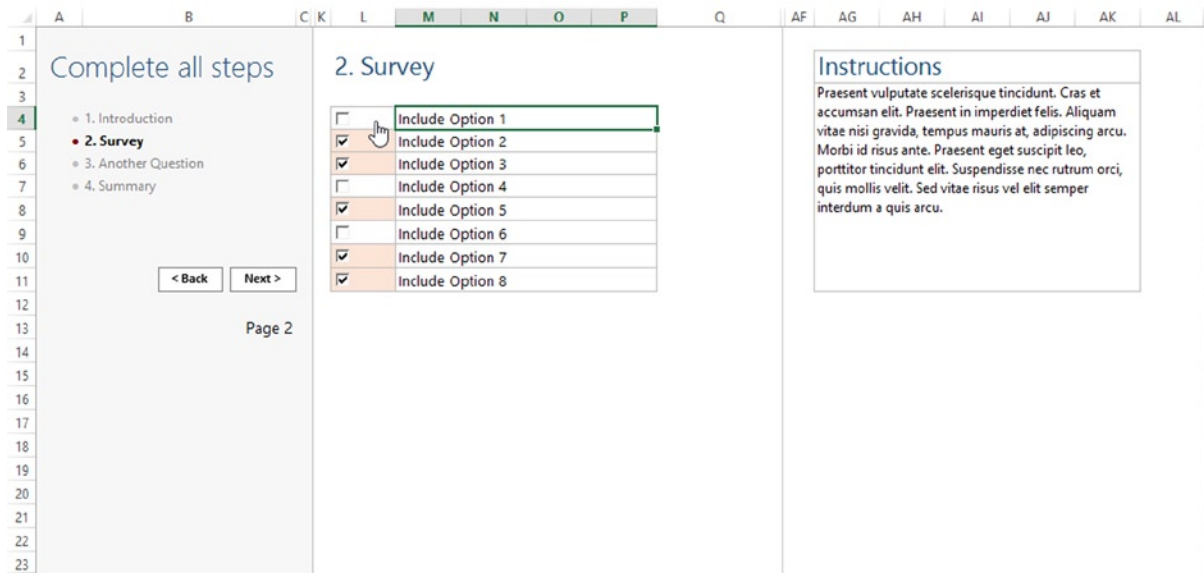 A B C K L M N O P Q AF AG AH AI AJ AK AL
1
2
3
4
5
6
7
8
9
10
11
12
13
14
15
16
17
18
19
20
21
22
23
Complete all steps
1. Introduction
2. Survey
3. Another Question
4. Summary
< Back Next >
Page 2
2. Survey
Include Option 1
Include Option 2
Include Option 3
Include Option 4
Include Option 5
Include Option 6
Include Option 7
Include Option 8
Instructions
Praesent vulputate scelerisque tincidunt. Cras et
accumsan elit. Praesent in imperdiet felis. Aliquam
vitae nisi gravida, tempus mauris at, adipiscing arcu.
Morbi id risus ante. Praesent eget suscipit leo,
porttitor tincidunt elit. Suspendisse nec rutrum orci,
quis mollis velit. Sed vitae risus vel elit semper
interdum a quis arcu.